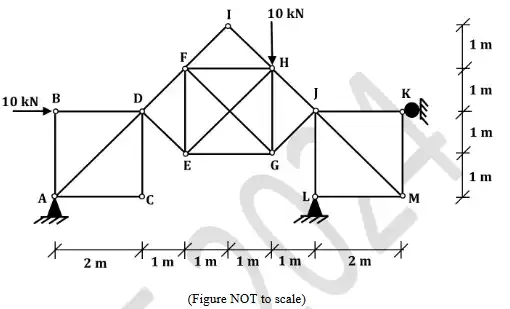 10 kN
I
1 m
F
H
1 m
10 kN
B
D
J
K
1 m
E
G
1 m
A
C
L
M
2 m
1 m
1 m
1 m
1 m
2 m
(Figure NOT to scale)
2024